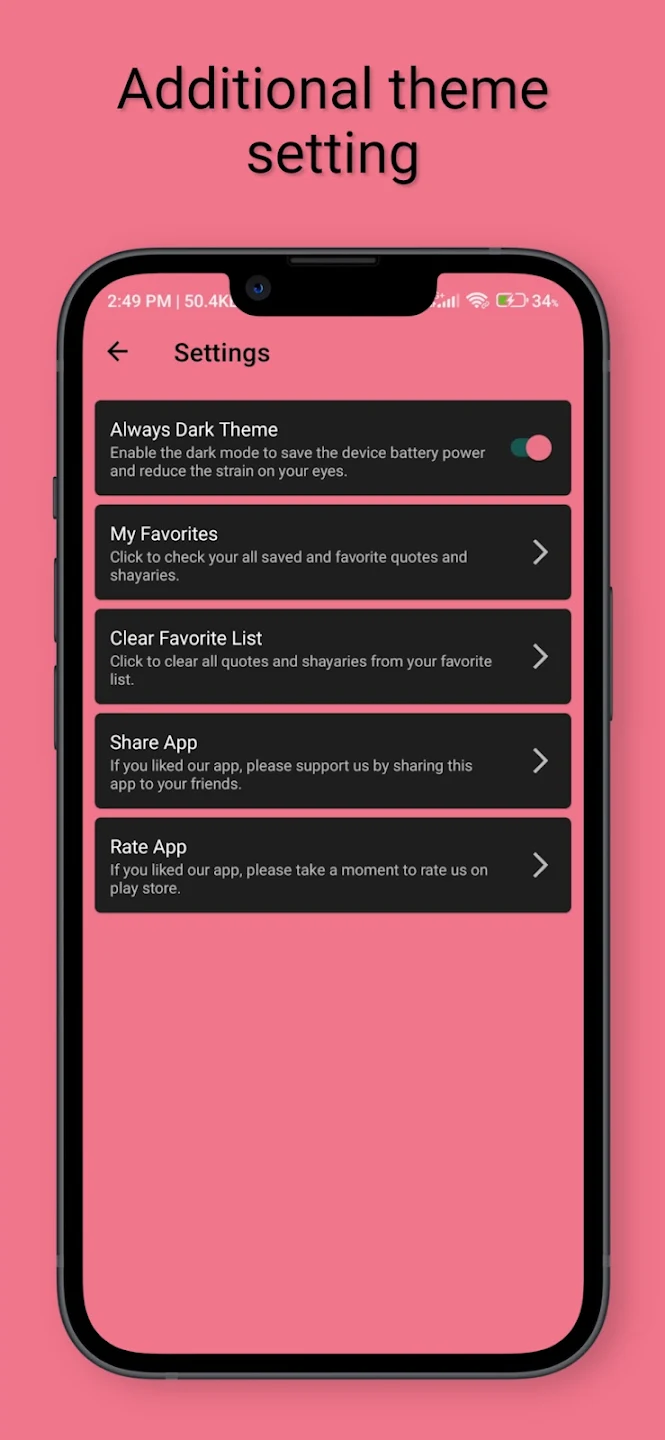 Additional theme
setting
2:49 PM | 50.4K
34%
Settings
Always Dark Theme
Enable the dark mode to save the device battery power
and reduce the strain on your eyes.
My Favorites
Click to check your all saved and favorite quotes and
shayaries.
Clear Favorite List
Click to clear all quotes and shayaries from your favorite
list.
Share App
If you liked our app, please support us by sharing this
app to your friends.
Rate App
If you liked our app, please take a moment to rate us on
play store.